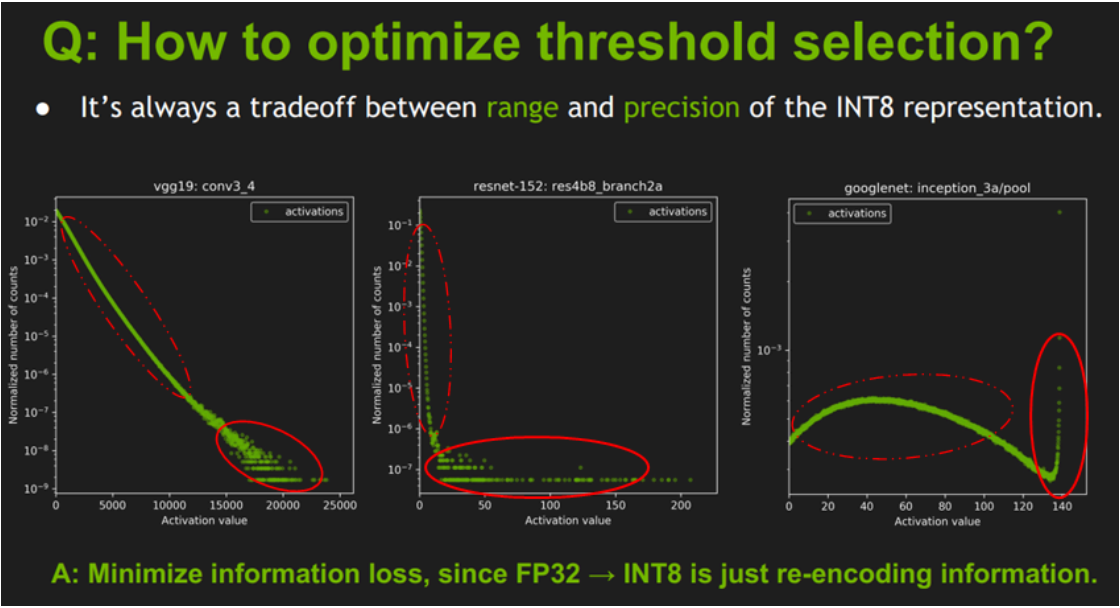 Q: How to optimize threshold selection?
● It's always a tradeoff between range and precision of the INT8 representation.
vgg19: conv3_4
activations
Normalized number of counts
10⁻²
10⁻³
10⁻⁴
10⁻⁵
10⁻⁶
10⁻⁷
10⁻⁸
10⁻⁹
0 5000 10000 15000 20000 25000
Activation value
resnet-152: res4b8_branch2a
activations
Normalized number of counts
10⁻¹
10⁻²
10⁻³
10⁻⁴
10⁻⁵
10⁻⁶
10⁻⁷
0 50 100 150 200
Activation value
googlenet: inception_3a/pool
activations
Normalized number of counts
10⁻³
0 20 40 60 80 100 120 140
Activation value
A: Minimize information loss, since FP32 → INT8 is just re-encoding information.